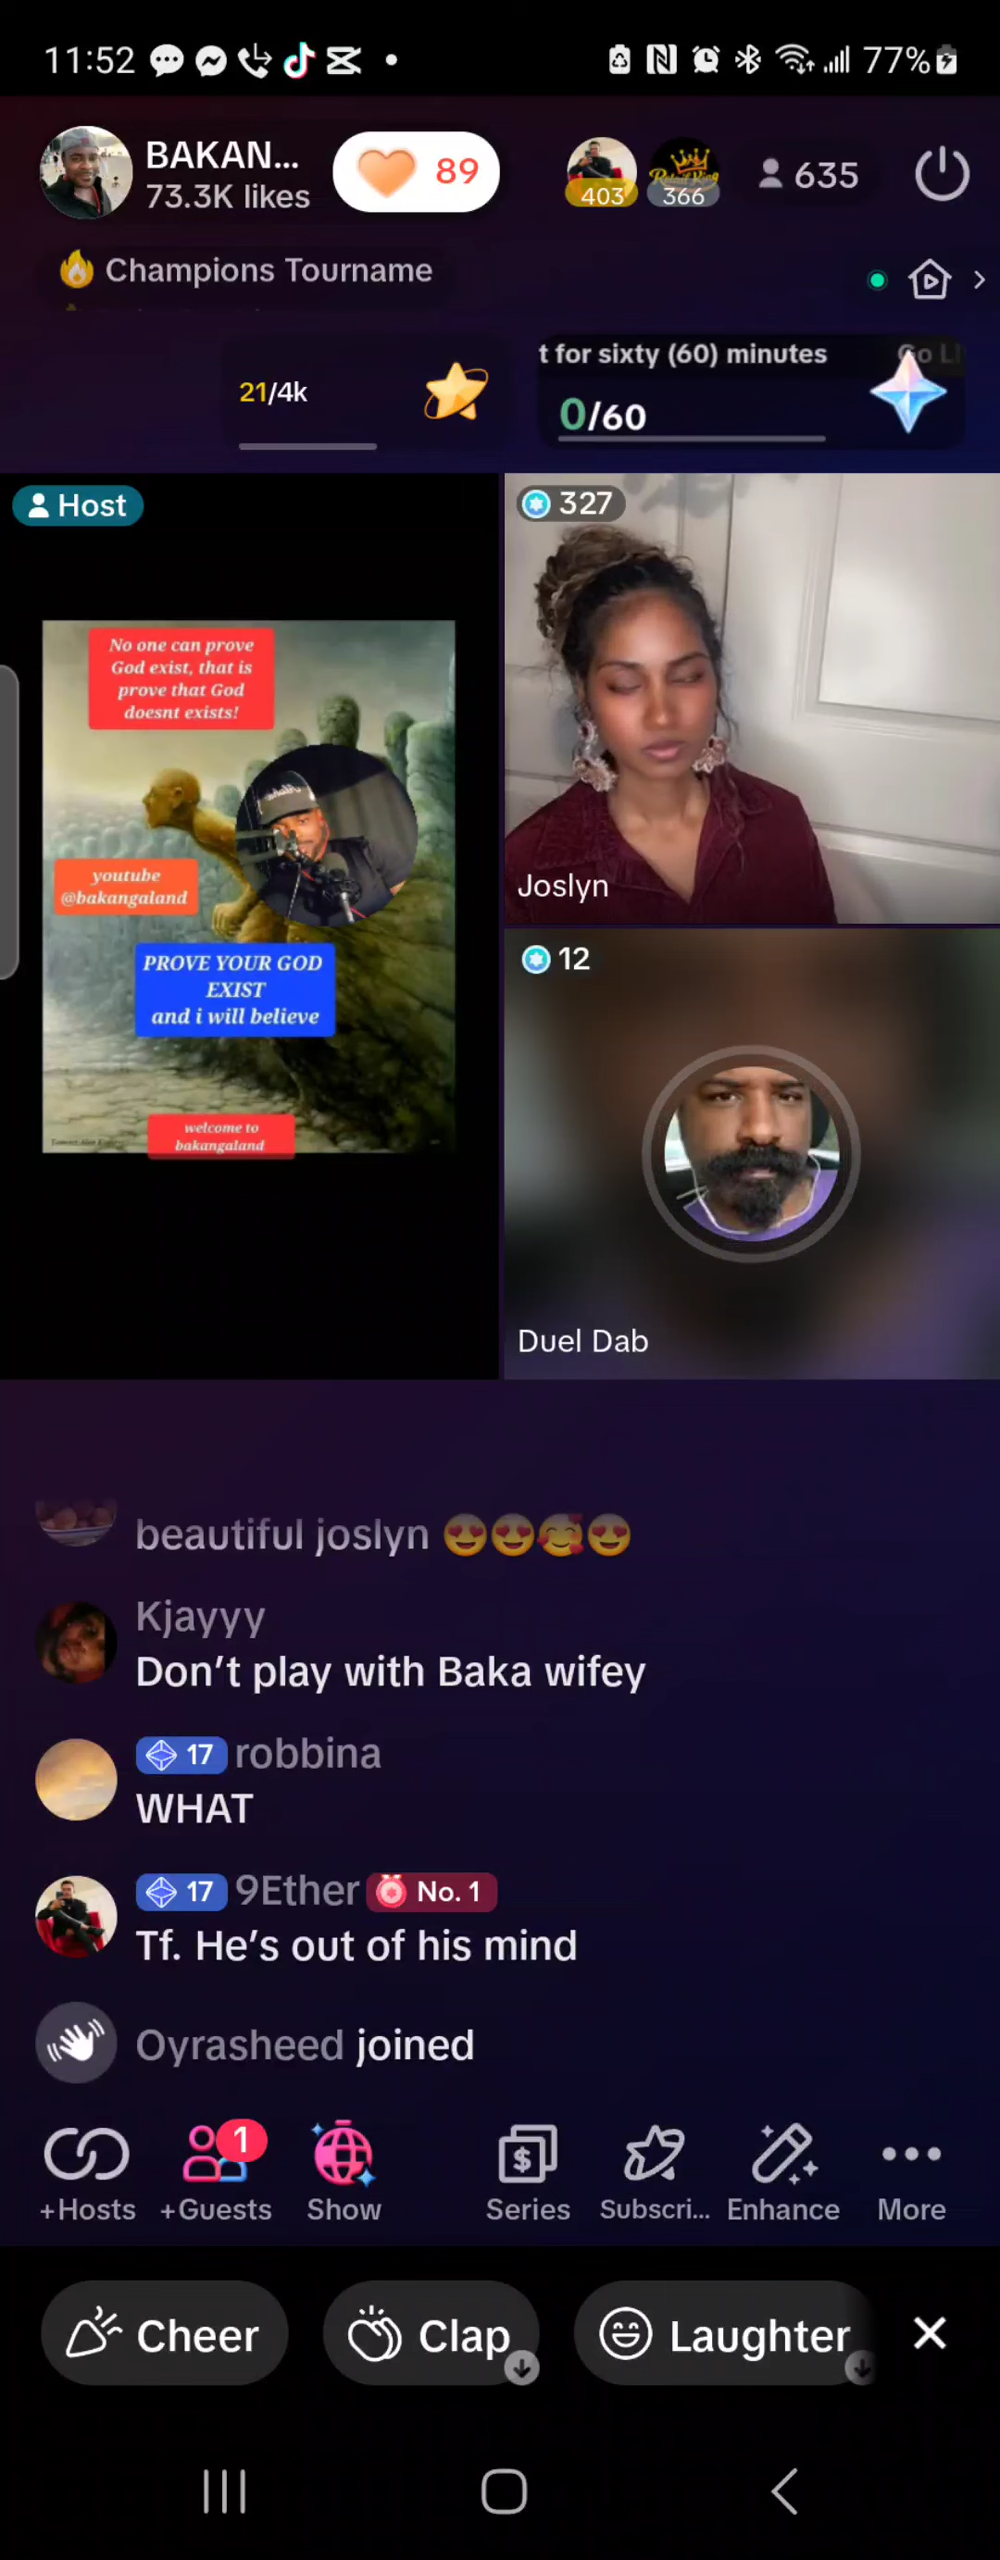 11:52
77%
BAKAN...
73.3K likes
89
403
366
635
Champions Tourname
21/4k
t for sixty (60) minutes
Go LI
0/60
Host
No one can prove
God exist, that is
prove that God
doesnt exists!
youtube
@bakangaland
PROVE YOUR GOD
EXIST
and i will believe
welcome to
bakangaland
327
Joslyn
12
Duel Dab
beautiful joslyn 😍😍🥰😍
Kjayyy
Don’t play with Baka wifey
17 robbina
WHAT
17 9Ether No. 1
Tf. He’s out of his mind
Oyrasheed joined
1
+Hosts
+Guests
Show
Series
Subscri...
Enhance
More
Cheer
Clap
Laughter